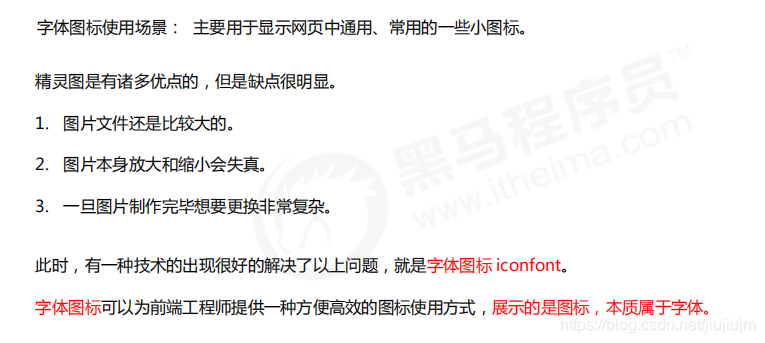 字体图标使用场景： 主要用于显示网页中通用、常用的一些小图标。
精灵图是有诸多优点的，但是缺点很明显。
1. 图片文件还是比较大的。
2. 图片本身放大和缩小会失真。
3. 一旦图片制作完毕想要更换非常复杂。
此时，有一种技术的出现很好的解决了以上问题，就是字体图标 iconfont。
字体图标可以为前端工程师提供一种方便高效的图标使用方式，展示的是图标，本质属于字体。
黑马程序员™
www.itheima.com
https://blog.csdn.net/jiujiujm